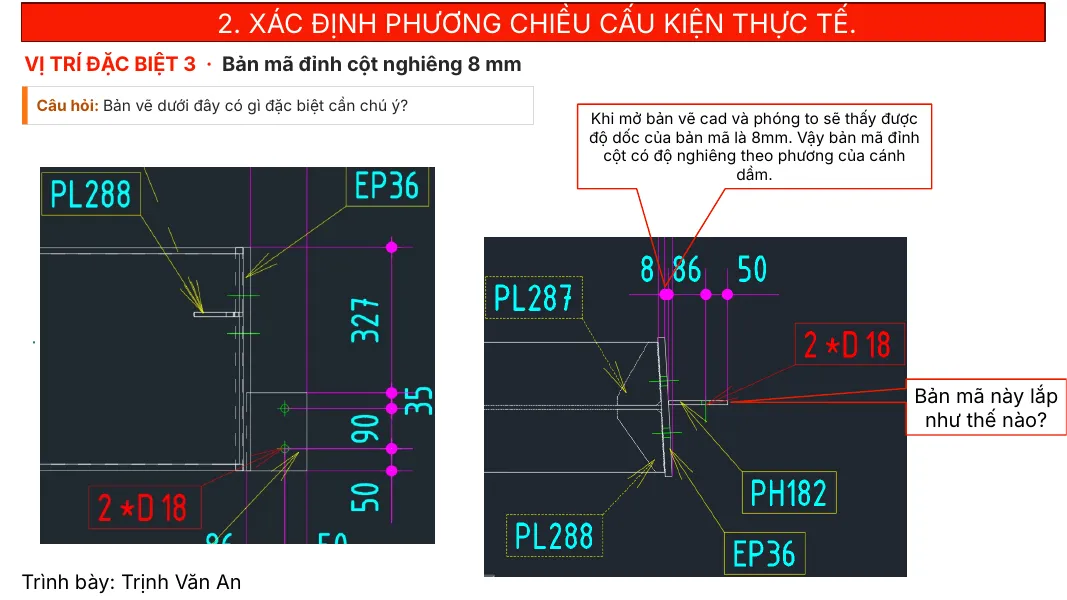 2. XÁC ĐỊNH PHƯƠNG CHIỀU CẤU KIỆN THỰC TẾ.
VỊ TRÍ ĐẶC BIỆT 3 · Bản mã đỉnh cột nghiêng 8 mm
Câu hỏi: Bản vẽ dưới đây có gì đặc biệt cần chú ý?
Khi mở bản vẽ cad và phóng to sẽ thấy được
độ dốc của bản mã là 8mm. Vậy bản mã đỉnh
cột có độ nghiêng theo phương của cánh
dầm.
PL288
EP36
327
35
90
50
2 *D 18
86
50
8
86
50
PL287
2 *D 18
Bản mã này lắp
như thế nào?
PH182
PL288
EP36
Trình bày: Trịnh Văn An